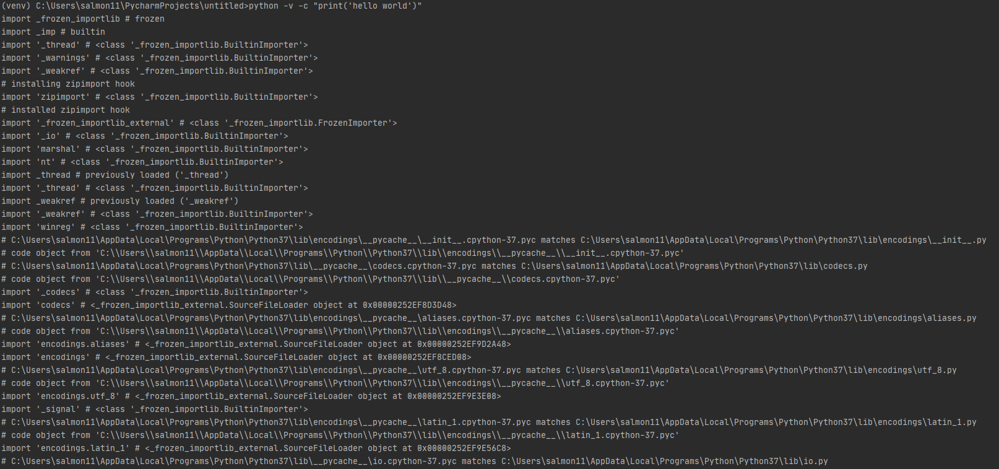 (venv) C:\Users\salmon11\PycharmProjects\untitled>python -v -c "print('hello world')"
import _frozen_importlib # frozen
import _imp # builtin
import '_thread' # <class '_frozen_importlib.BuiltinImporter'>
import '_warnings' # <class '_frozen_importlib.BuiltinImporter'>
import '_weakref' # <class '_frozen_importlib.BuiltinImporter'>
# installing zipimport hook
import 'zipimport' # <class '_frozen_importlib.BuiltinImporter'>
# installed zipimport hook
import '_frozen_importlib_external' # <class '_frozen_importlib.FrozenImporter'>
import '_io' # <class '_frozen_importlib.BuiltinImporter'>
import 'marshal' # <class '_frozen_importlib.BuiltinImporter'>
import 'nt' # <class '_frozen_importlib.BuiltinImporter'>
import _thread # previously loaded ('_thread')
import '_thread' # <class '_frozen_importlib.BuiltinImporter'>
import _weakref # previously loaded ('_weakref')
import '_weakref' # <class '_frozen_importlib.BuiltinImporter'>
import 'winreg' # <class '_frozen_importlib.BuiltinImporter'>
# C:\Users\salmon11\AppData\Local\Programs\Python\Python37\lib\encodings\__pycache__\__init__.cpython-37.pyc matches C:\Users\salmon11\AppData\Local\Programs\Python\Python37\lib\encodings\__init__.py
# code object from 'C:\\Users\\salmon11\\AppData\\Local\\Programs\\Python\\Python37\\lib\\encodings\\__pycache__\\__init__.cpython-37.pyc'
# C:\Users\salmon11\AppData\Local\Programs\Python\Python37\lib\__pycache__\codecs.cpython-37.pyc matches C:\Users\salmon11\AppData\Local\Programs\Python\Python37\lib\codecs.py
# code object from 'C:\\Users\\salmon11\\AppData\\Local\\Programs\\Python\\Python37\\lib\\__pycache__\\codecs.cpython-37.pyc'
import '_codecs' # <class '_frozen_importlib.BuiltinImporter'>
import 'codecs' # <_frozen_importlib_external.SourceFileLoader object at 0x00000252EF8D3D48>
# C:\Users\salmon11\AppData\Local\Programs\Python\Python37\lib\encodings\__pycache__\aliases.cpython-37.pyc matches C:\Users\salmon11\AppData\Local\Programs\Python\Python37\lib\encodings\aliases.py
# code object from 'C:\\Users\\salmon11\\AppData\\Local\\Programs\\Python\\Python37\\lib\\encodings\\__pycache__\\aliases.cpython-37.pyc'
import 'encodings.aliases' # <_frozen_importlib_external.SourceFileLoader object at 0x00000252EF9D2A48>
import 'encodings' # <_frozen_importlib_external.SourceFileLoader object at 0x00000252EF8CED08>
# C:\Users\salmon11\AppData\Local\Programs\Python\Python37\lib\encodings\__pycache__\utf_8.cpython-37.pyc matches C:\Users\salmon11\AppData\Local\Programs\Python\Python37\lib\encodings\utf_8.py
# code object from 'C:\\Users\\salmon11\\AppData\\Local\\Programs\\Python\\Python37\\lib\\encodings\\__pycache__\\utf_8.cpython-37.pyc'
import 'encodings.utf_8' # <_frozen_importlib_external.SourceFileLoader object at 0x00000252EF9E3E08>
import '_signal' # <class '_frozen_importlib.BuiltinImporter'>
# C:\Users\salmon11\AppData\Local\Programs\Python\Python37\lib\encodings\__pycache__\latin_1.cpython-37.pyc matches C:\Users\salmon11\AppData\Local\Programs\Python\Python37\lib\encodings\latin_1.py
# code object from 'C:\\Users\\salmon11\\AppData\\Local\\Programs\\Python\\Python37\\lib\\encodings\\__pycache__\\latin_1.cpython-37.pyc'
import 'encodings.latin_1' # <_frozen_importlib_external.SourceFileLoader object at 0x00000252EF9E56C8>
# C:\Users\salmon11\AppData\Local\Programs\Python\Python37\lib\__pycache__\io.cpython-37.pyc matches C:\Users\salmon11\AppData\Local\Programs\Python\Python37\lib\io.py